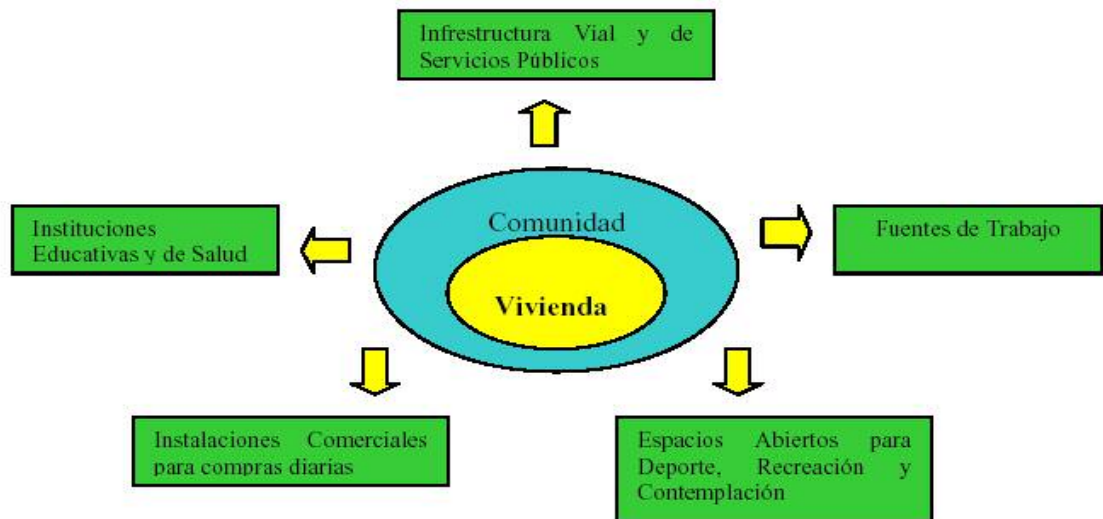 Infrestructura Vial y de
Servicios Públicos
Instituciones
Educativas y de Salud
Comunidad
Vivienda
Fuentes de Trabajo
Instalaciones Comerciales
para compras diarias
Espacios Abiertos para
Deporte, Recreación y
Contemplación